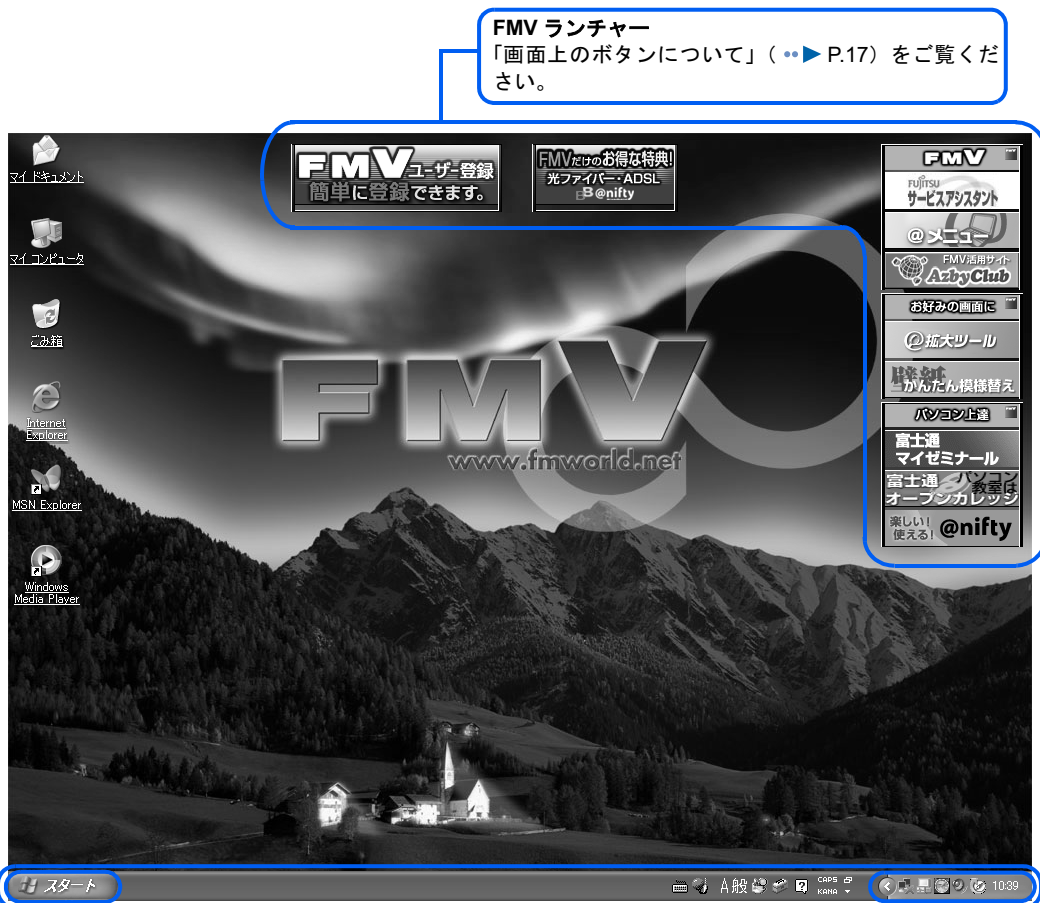 FMV ランチャー
「画面上のボタンについて」( P.17) をご覧くだ
さい。
マイ ドキュメント
マイ コンピュータ
ごみ箱
Internet
Explorer
MSN Explorer
Windows
Media Player
FMVユーザー登録
簡単に登録できます。
FMVだけのお得な特典!
光ファイバー・ADSL
@nifty
FMV
FUJITSU
サービスアシスタント
@メニュー
FMV活用サイト
AzbyClub
お好みの画面に
@拡大ツール
壁紙
かんたん模様替え
パソコン上達
富士通
マイゼミナール
富士通
パソコン
教室は
オープンカレッジ
楽しい!
使える!
@nifty
FMV
www.fmworld.net
スタート
A般
CAPS
KANA
10:39